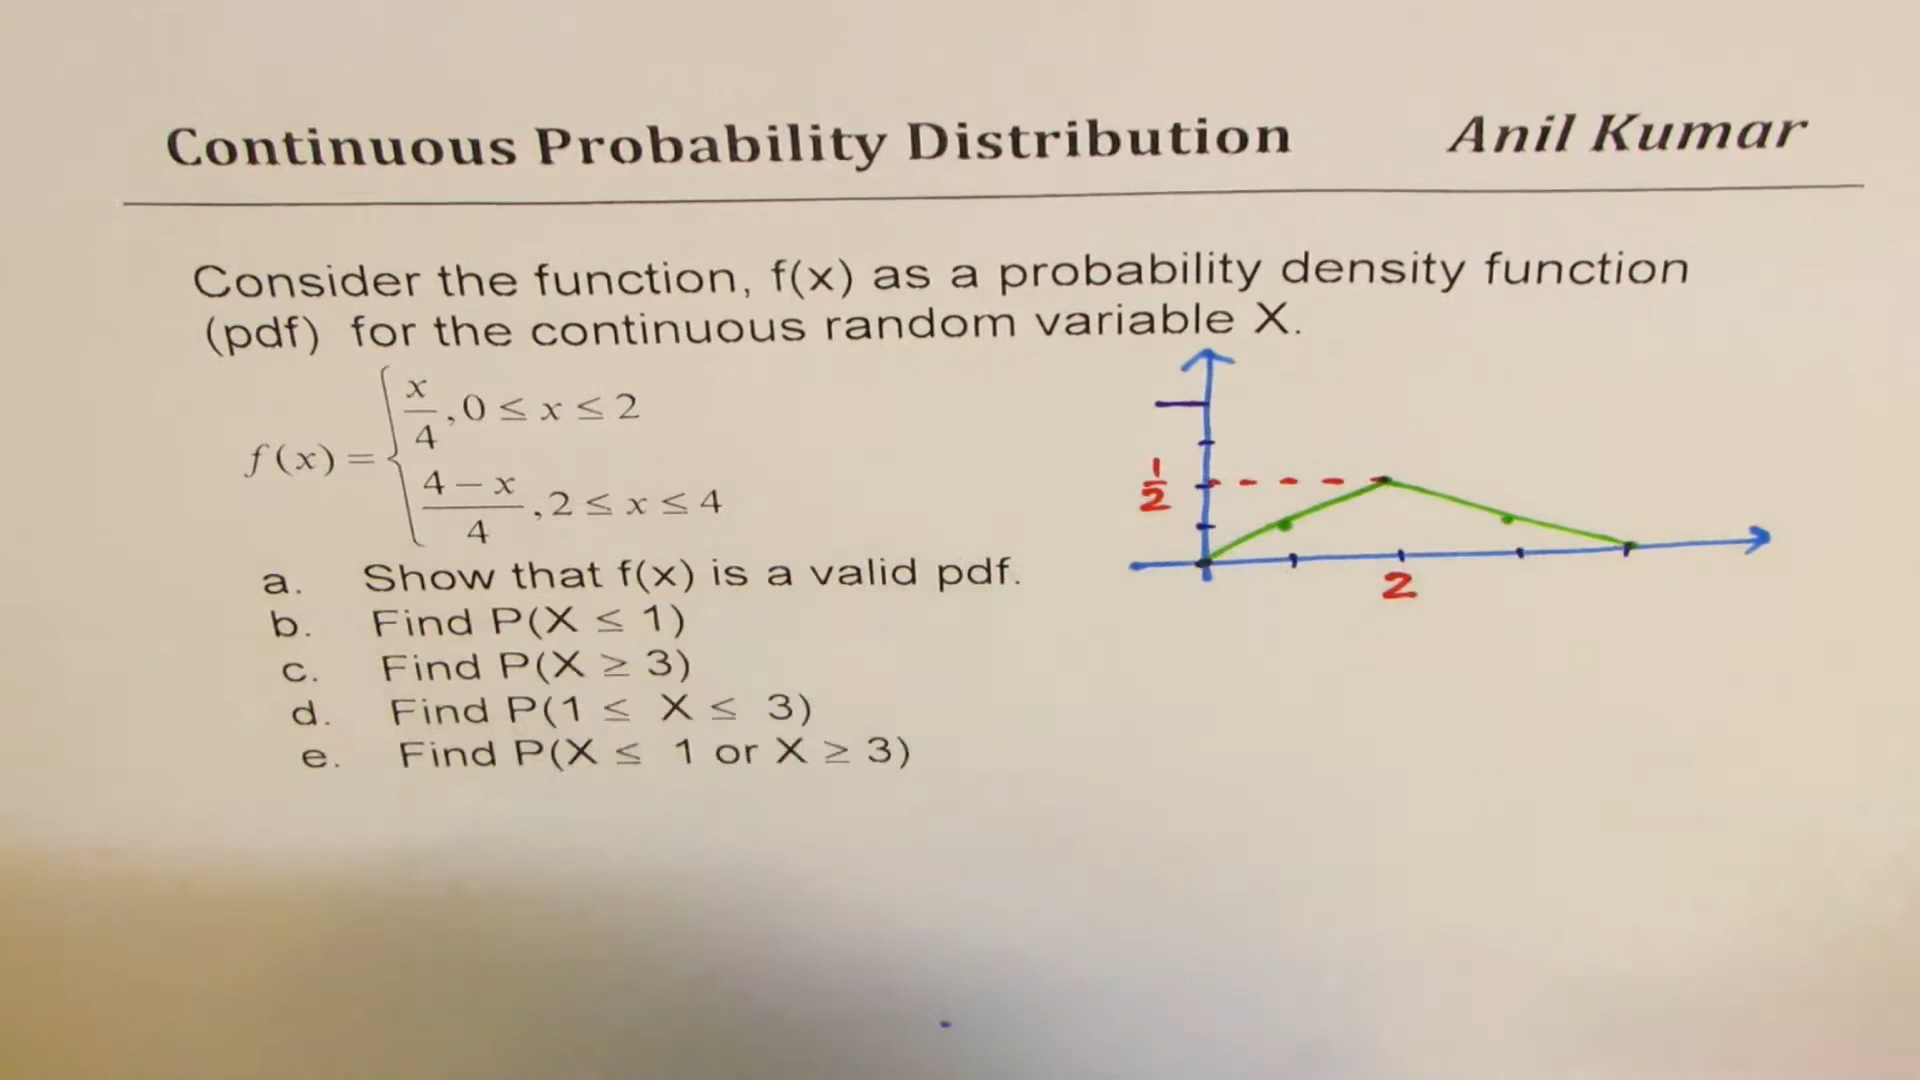 Continuous Probability Distribution Anil Kumar
Consider the function, f(x) as a probability density function
(pdf) for the continuous random variable X.
f(x) = { x/4, 0 ≤ x ≤ 2
4 − x/4, 2 ≤ x ≤ 4
1/2
2
a. Show that f(x) is a valid pdf.
b. Find P(X ≤ 1)
c. Find P(X ≥ 3)
d. Find P(1 ≤ X ≤ 3)
e. Find P(X ≤ 1 or X ≥ 3)